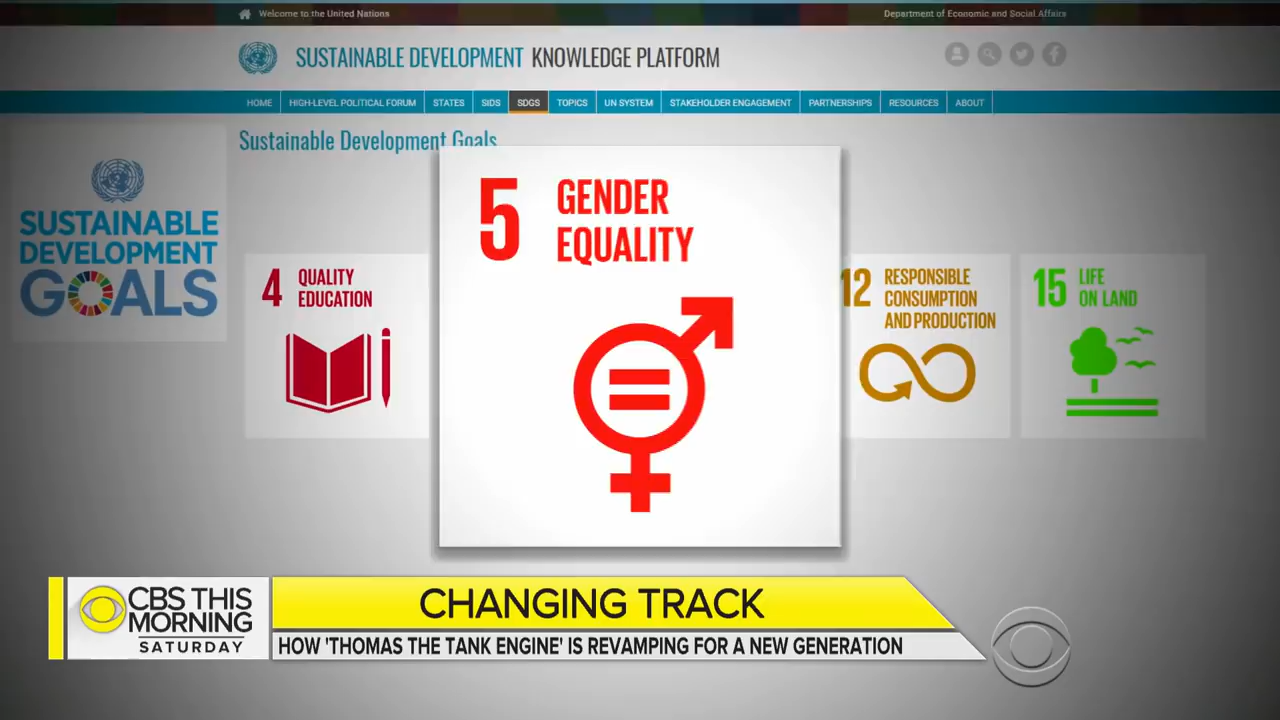 Welcome to the United Nations
Department of Economic and Social Affairs
SUSTAINABLE DEVELOPMENT KNOWLEDGE PLATFORM
HOME
HIGH-LEVEL POLITICAL FORUM
STATES
SIDS
SDGS
TOPICS
UN SYSTEM
STAKEHOLDER ENGAGEMENT
PARTNERSHIPS
RESOURCES
ABOUT
Sustainable Development Goals
SUSTAINABLE
DEVELOPMENT
GOALS
4 QUALITY
EDUCATION
5 GENDER
EQUALITY
12 RESPONSIBLE
CONSUMPTION
AND PRODUCTION
15 LIFE
ON LAND
CBS THIS
MORNING
SATURDAY
CHANGING TRACK
HOW 'THOMAS THE TANK ENGINE' IS REVAMPING FOR A NEW GENERATION